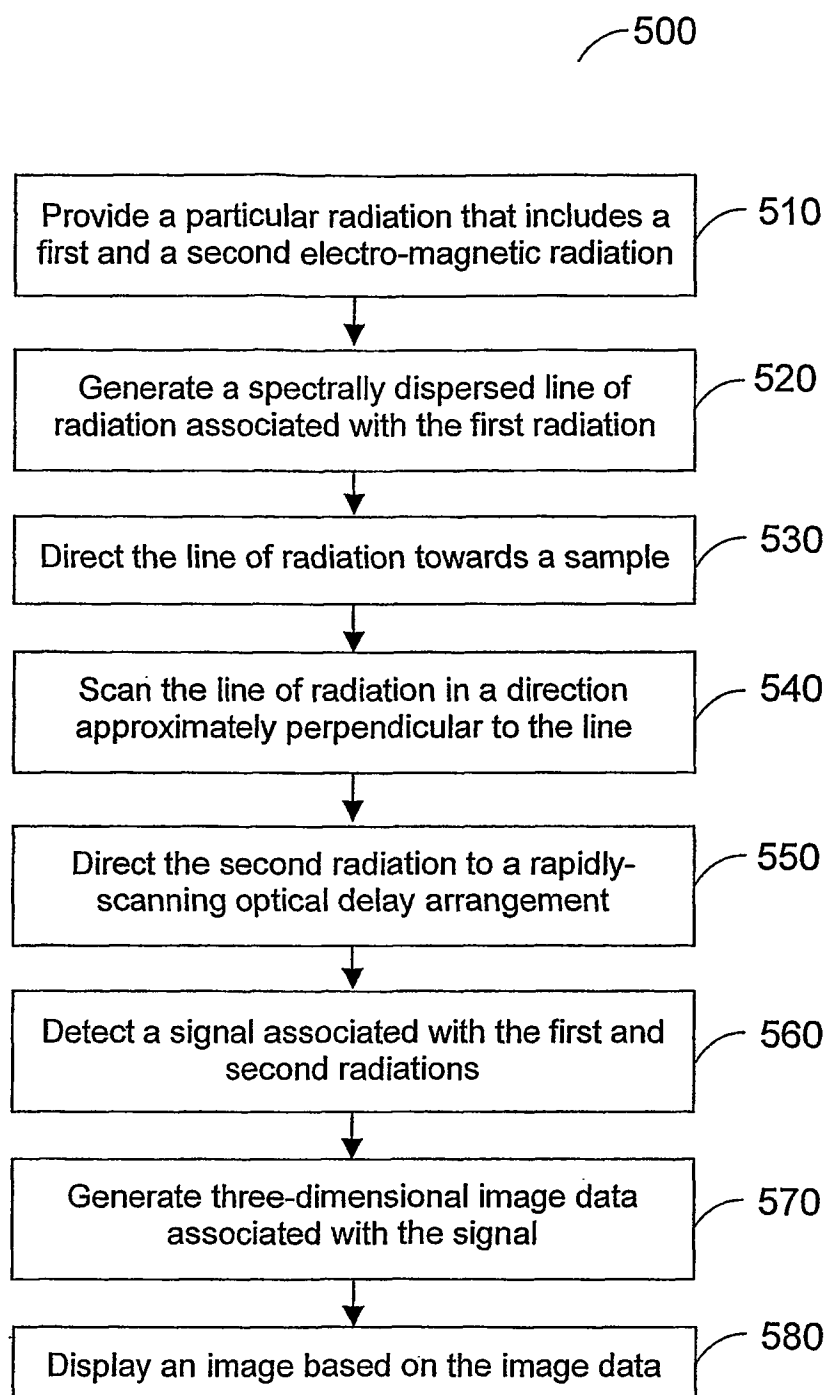 500
Provide a particular radiation that includes a
first and a second electro-magnetic radiation
510
Generate a spectrally dispersed line of
radiation associated with the first radiation
520
Direct the line of radiation towards a sample
530
Scan the line of radiation in a direction
approximately perpendicular to the line
540
Direct the second radiation to a rapidly-
scanning optical delay arrangement
550
Detect a signal associated with the first and
second radiations
560
Generate three-dimensional image data
associated with the signal
570
Display an image based on the image data
580